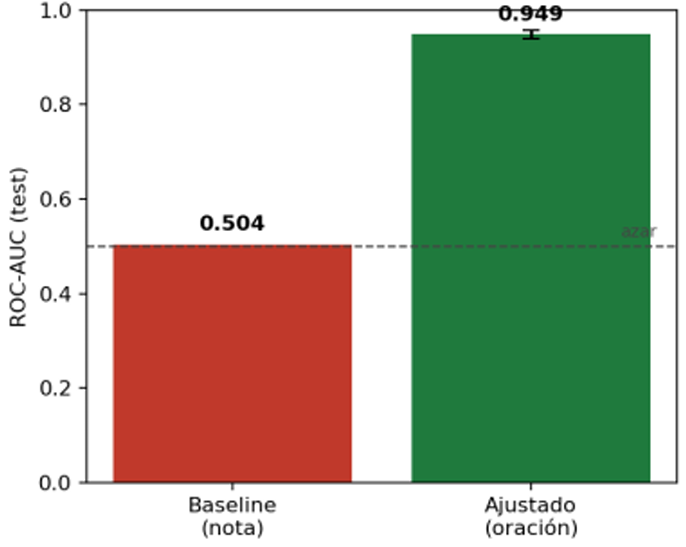 ROC-AUC (test)
1.0
0.8
0.6
0.4
0.2
0.0
0.949
0.504
azar
Baseline
(nota)
Ajustado
(oración)